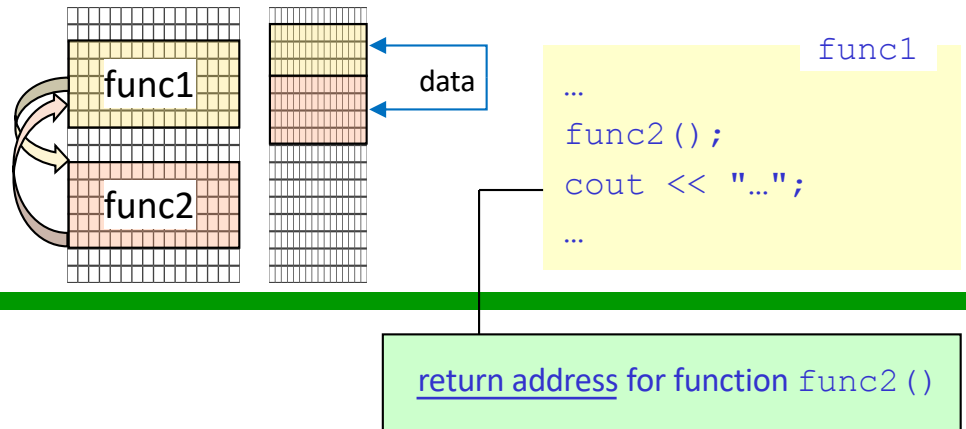 func1
func2
data
func1
…
func2();
cout << "…";
…
return address for function func2()